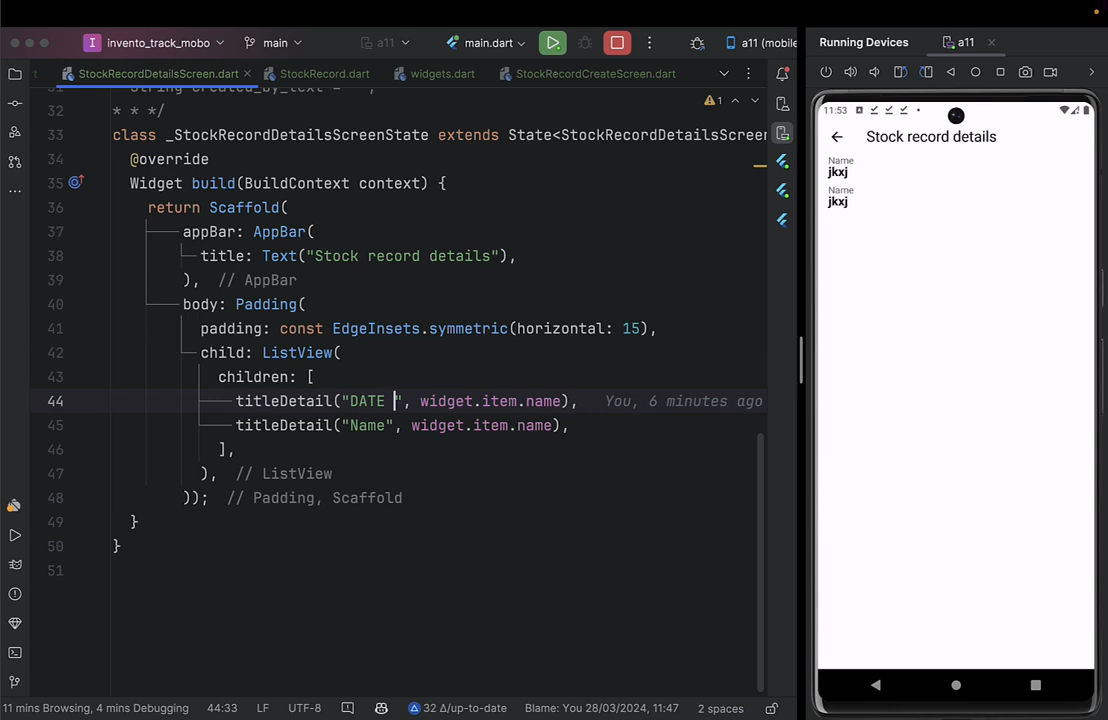 invento_track_mobo
main
a11
main.dart
a11 (mobile
Running Devices
a11
StockRecordDetailsScreen.dart
StockRecord.dart
widgets.dart
StockRecordCreateScreen.dart
32 * * */
33 class _StockRecordDetailsScreenState extends State<StockRecordDetailsScreen
34 @override
35 Widget build(BuildContext context) {
36 return Scaffold(
37 appBar: AppBar(
38 title: Text("Stock record details"),
39 ), // AppBar
40 body: Padding(
41 padding: const EdgeInsets.symmetric(horizontal: 15),
42 child: ListView(
43 children: [
44 titleDetail("DATE ", widget.item.name), You, 6 minutes ago
45 titleDetail("Name", widget.item.name),
46 ],
47 ), // ListView
48 )); // Padding, Scaffold
49 }
50 }
51
1
11:53
Stock record details
Name
jkxj
Name
jkxj
11 mins Browsing, 4 mins Debugging
44:33
LF
UTF-8
32 Δ/up-to-date
Blame: You 28/03/2024, 11:47
2 spaces